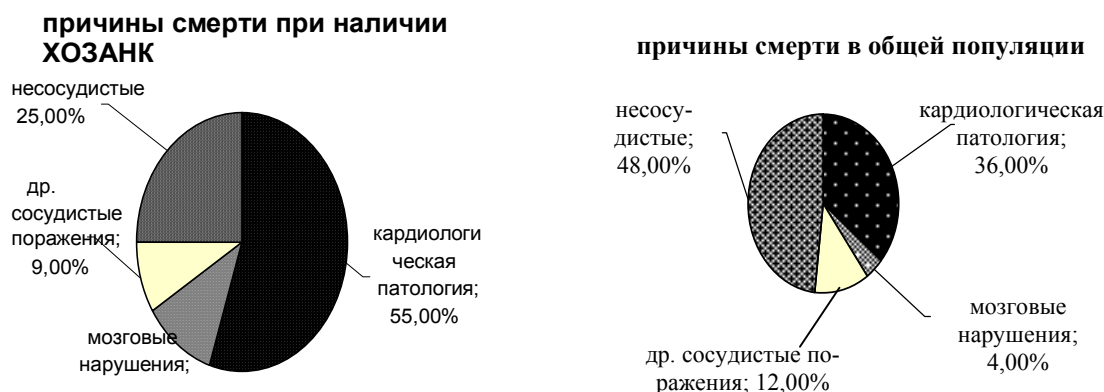 причины смерти при наличии
ХОЗАНК
несосудистые
25,00%
др.
сосудистые
поражения;
9,00%
мозговые
нарушения;
кардиологи
ческая
патология;
55,00%
причины смерти в общей популяции
несосу-
дистые;
48,00%
кардиологическая
патология;
36,00%
мозговые
нарушения;
4,00%
др. сосудистые по-
ражения; 12,00%